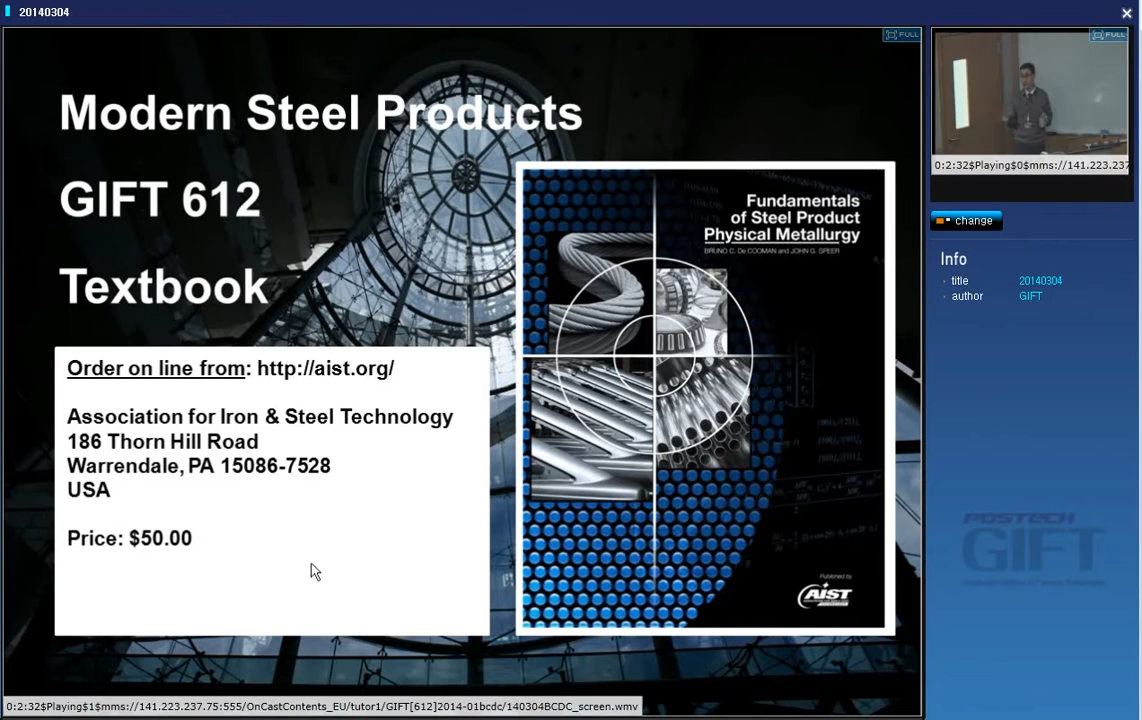 20140304
FULL
Modern Steel Products
GIFT 612
Textbook
Order on line from: http://aist.org/
Association for Iron & Steel Technology
186 Thorn Hill Road
Warrendale, PA 15086-7528
USA
Price: $50.00
Fundamentals
of Steel Product
Physical Metallurgy
BRUNO C. De COOMAN and JOHN G. SPEER
Published by
AIST
0:2:32$Playing$1$mms://141.223.237.75:555/OnCastContents_EU/tutor1/GIFT[612]2014-01bcdc/140304BCDC_screen.wmv
FULL
0:2:32$Playing$0$mms://141.223.237
change
Info
title 20140304
author GIFT
POSTECH
GIFT